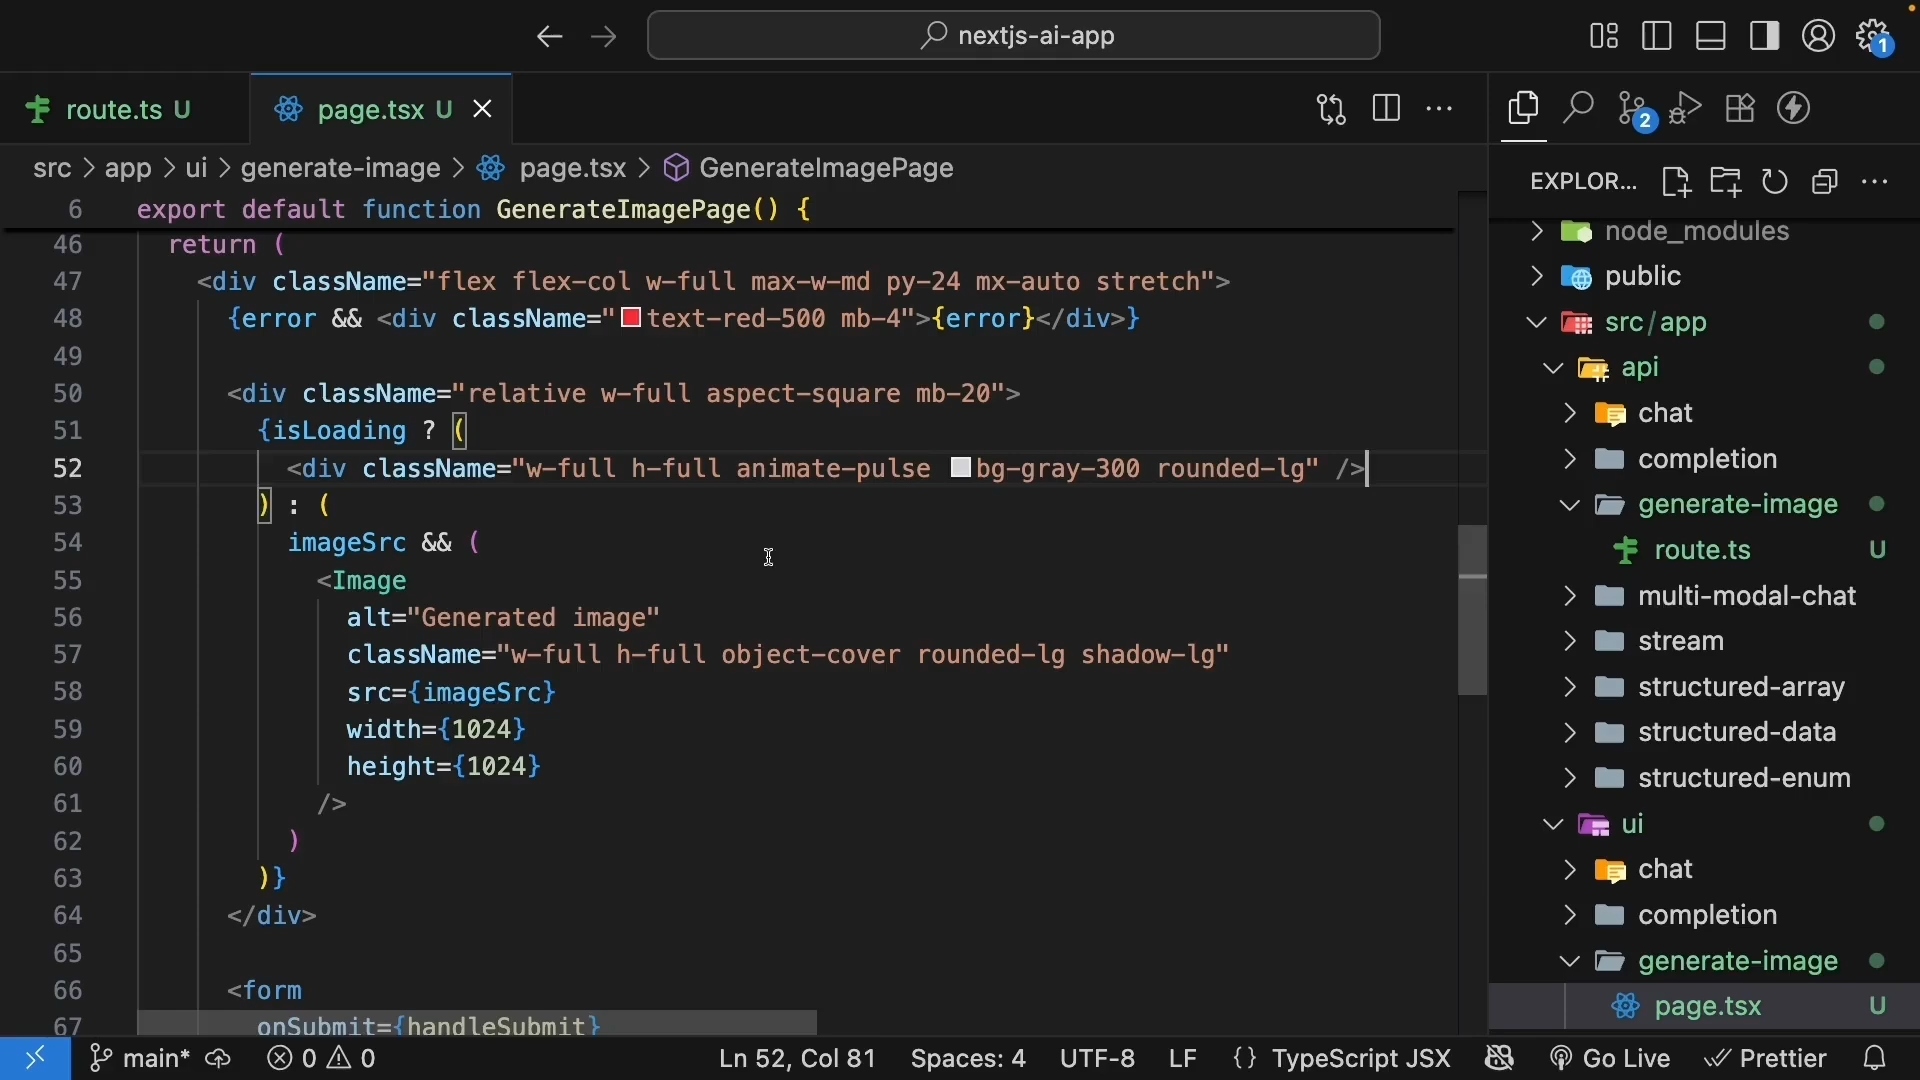 nextjs-ai-app
1
route.ts U
page.tsx U
2
src > app > ui > generate-image > page.tsx > GenerateImagePage
EXPLOR...
6 export default function GenerateImagePage() {
46 return (
47 <div className="flex flex-col w-full max-w-md py-24 mx-auto stretch">
48 {error && <div className="text-red-500 mb-4">{error}</div>}
49
50 <div className="relative w-full aspect-square mb-20">
51 {isLoading ? (
52 <div className="w-full h-full animate-pulse bg-gray-300 rounded-lg" />
53 ) : (
54 imageSrc && (
55 <Image
56 alt="Generated image"
57 className="w-full h-full object-cover rounded-lg shadow-lg"
58 src={imageSrc}
59 width={1024}
60 height={1024}
61 />
62 )
63 )}
64 </div>
65
66 <form
67 onSubmit={handleSubmit}
node_modules
public
src/app
api
chat
completion
generate-image
route.ts U
multi-modal-chat
stream
structured-array
structured-data
structured-enum
ui
chat
completion
generate-image
page.tsx U
main* 0 0 Ln 52, Col 81 Spaces: 4 UTF-8 LF {} TypeScript JSX Go Live Prettier